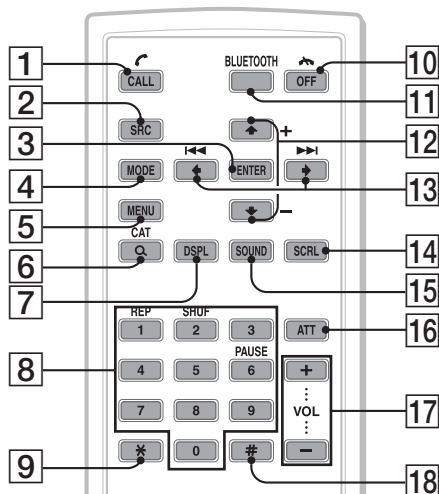 BLUETOOTH
1 CALL OFF 10
11
2 SRC + 12
3 ENTER
4 MODE 13
5 MENU −
CAT
6 DSPL SOUND SCRL 14
7 15
REP SHUF
1 2 3 ATT 16
PAUSE
8 4 5 6 +
VOL 17
7 8 9 −
9 * 0 # 18